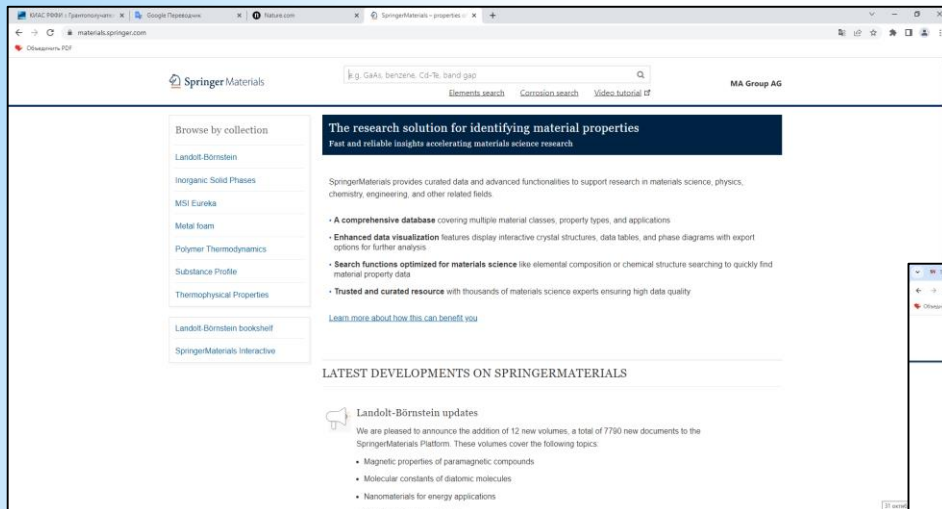 КИАС РФФИ с Грантополучател
Google Переводчик
Nature.com
SpringerMaterials – properties of
materials.springer.com
Объединить PDF
Springer Materials
e.g. GaAs, benzene, Cd-Te, band gap
MA Group AG
Elements search Corrosion search Video tutorial
Browse by collection
Landolt-Börnstein
Inorganic Solid Phases
MSI Eureka
Metal foam
Polymer Thermodynamics
Substance Profile
Thermophysical Properties
Landolt-Börnstein bookshelf
SpringerMaterials Interactive
The research solution for identifying material properties
Fast and reliable insights accelerating materials science research
SpringerMaterials provides curated data and advanced functionalities to support research in materials science, physics,
chemistry, engineering, and other related fields.
• A comprehensive database covering multiple material classes, property types, and applications
• Enhanced data visualization features display interactive crystal structures, data tables, and phase diagrams with export
options for further analysis
• Search functions optimized for materials science like elemental composition or chemical structure searching to quickly find
material property data
• Trusted and curated resource with thousands of materials science experts ensuring high data quality
Learn more about how this can benefit you
LATEST DEVELOPMENTS ON SPRINGERMATERIALS
Landolt-Börnstein updates
We are pleased to announce the addition of 12 new volumes, a total of 7790 new documents to the
SpringerMaterials Platform. These volumes cover the following topics:
• Magnetic properties of paramagnetic compounds
• Molecular constants of diatomic molecules
• Nanomaterials for energy applications